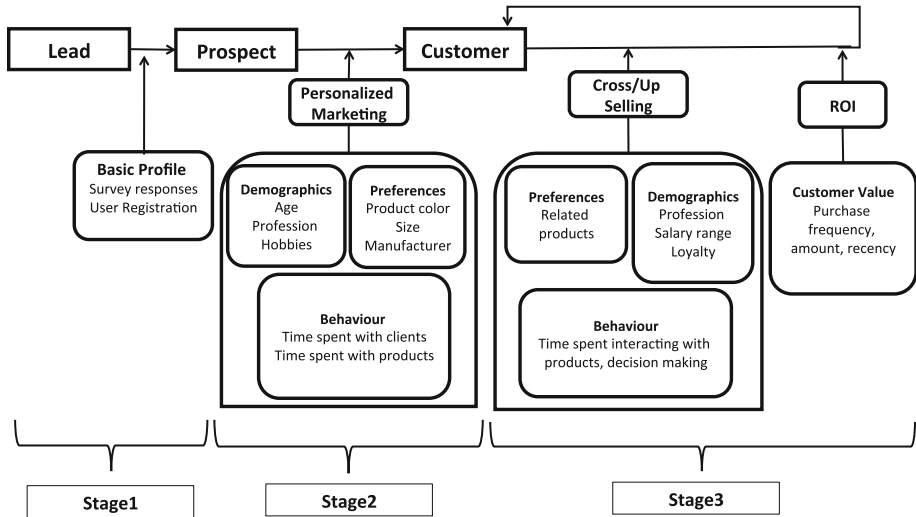 Lead
Prospect
Customer
Personalized
Marketing
Cross/Up
Selling
ROI
Basic Profile
Survey responses
User Registration
Demographics
Age
Profession
Hobbies
Preferences
Product color
Size
Manufacturer
Behaviour
Time spent with clients
Time spent with products
Preferences
Related
products
Demographics
Profession
Salary range
Loyalty
Behaviour
Time spent interacting with
products, decision making
Customer Value
Purchase
frequency,
amount, recency
Stage1
Stage2
Stage3